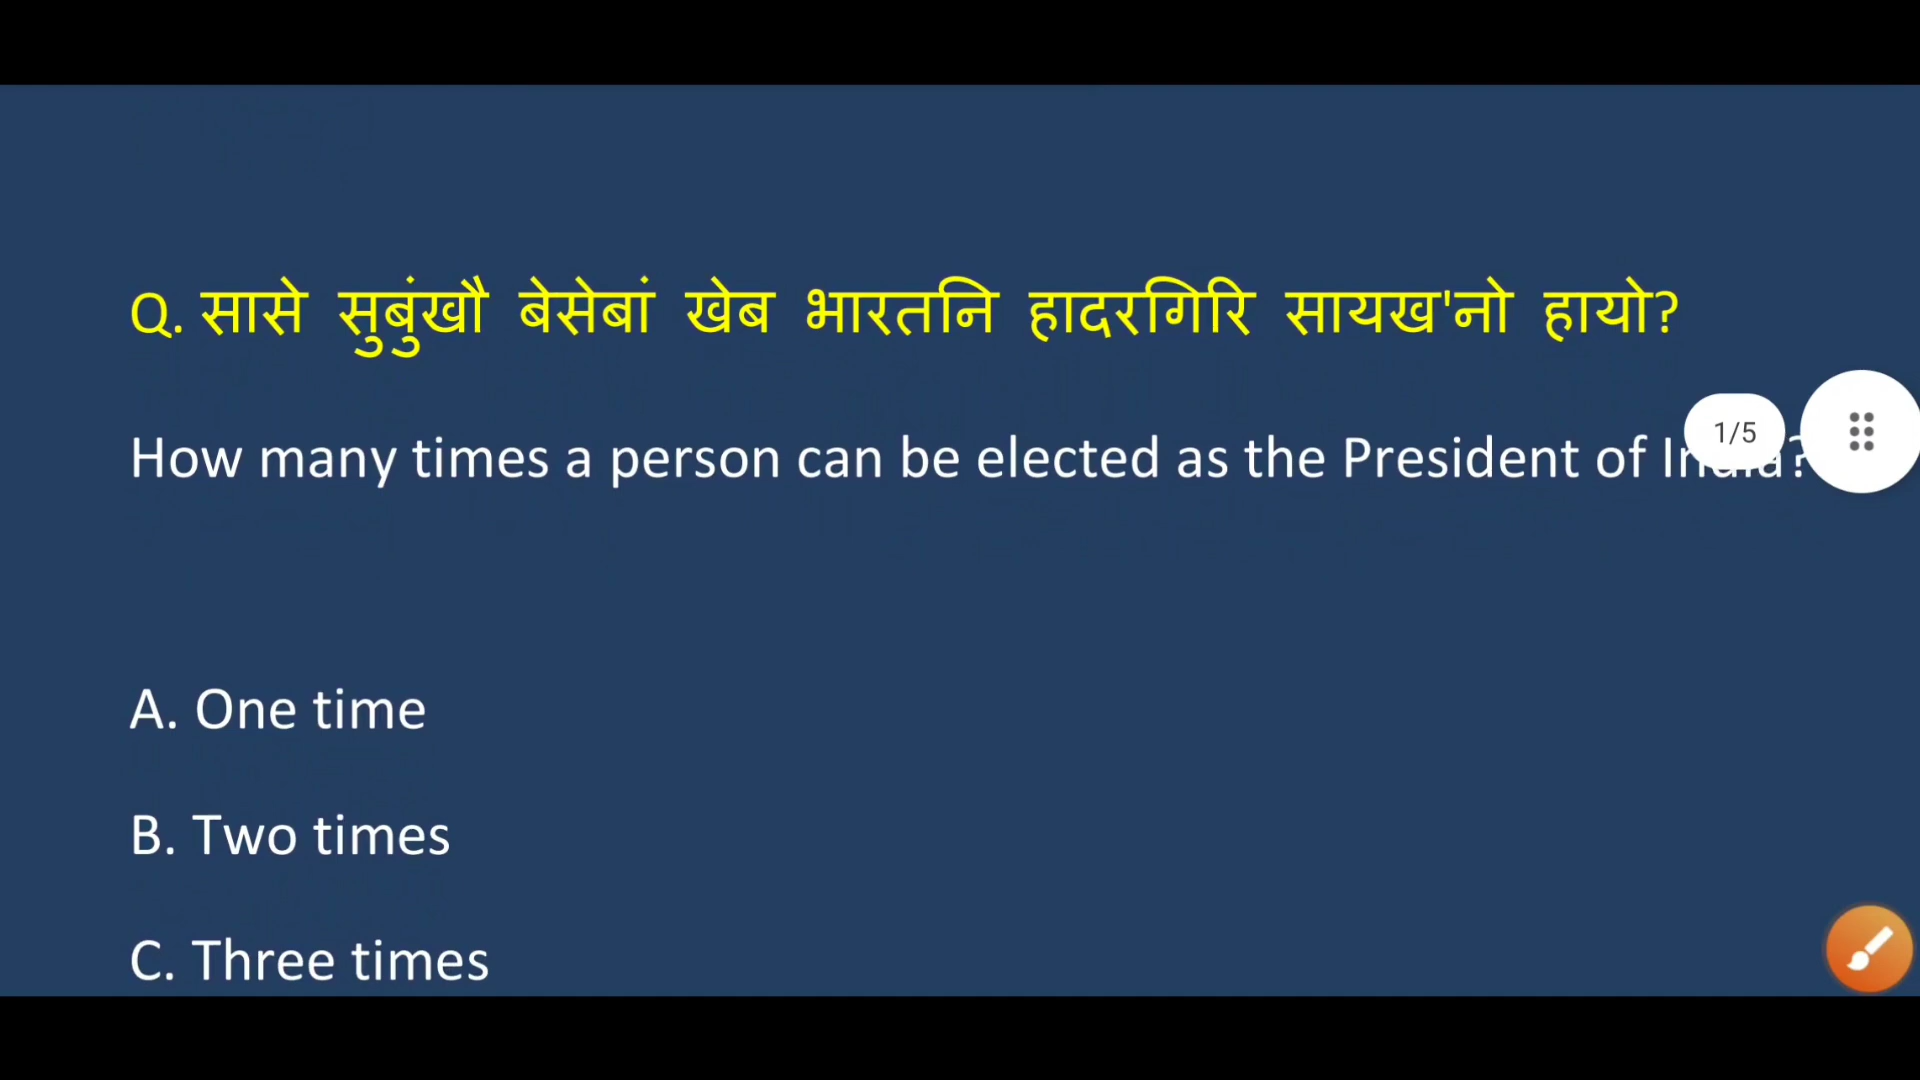 Q. सासे सुबुंखौ बेसेबां खेब भारतनि हादरगिरि सायख'नो हायो?
How many times a person can be elected as the President of India?
1/5
A. One time
B. Two times
C. Three times